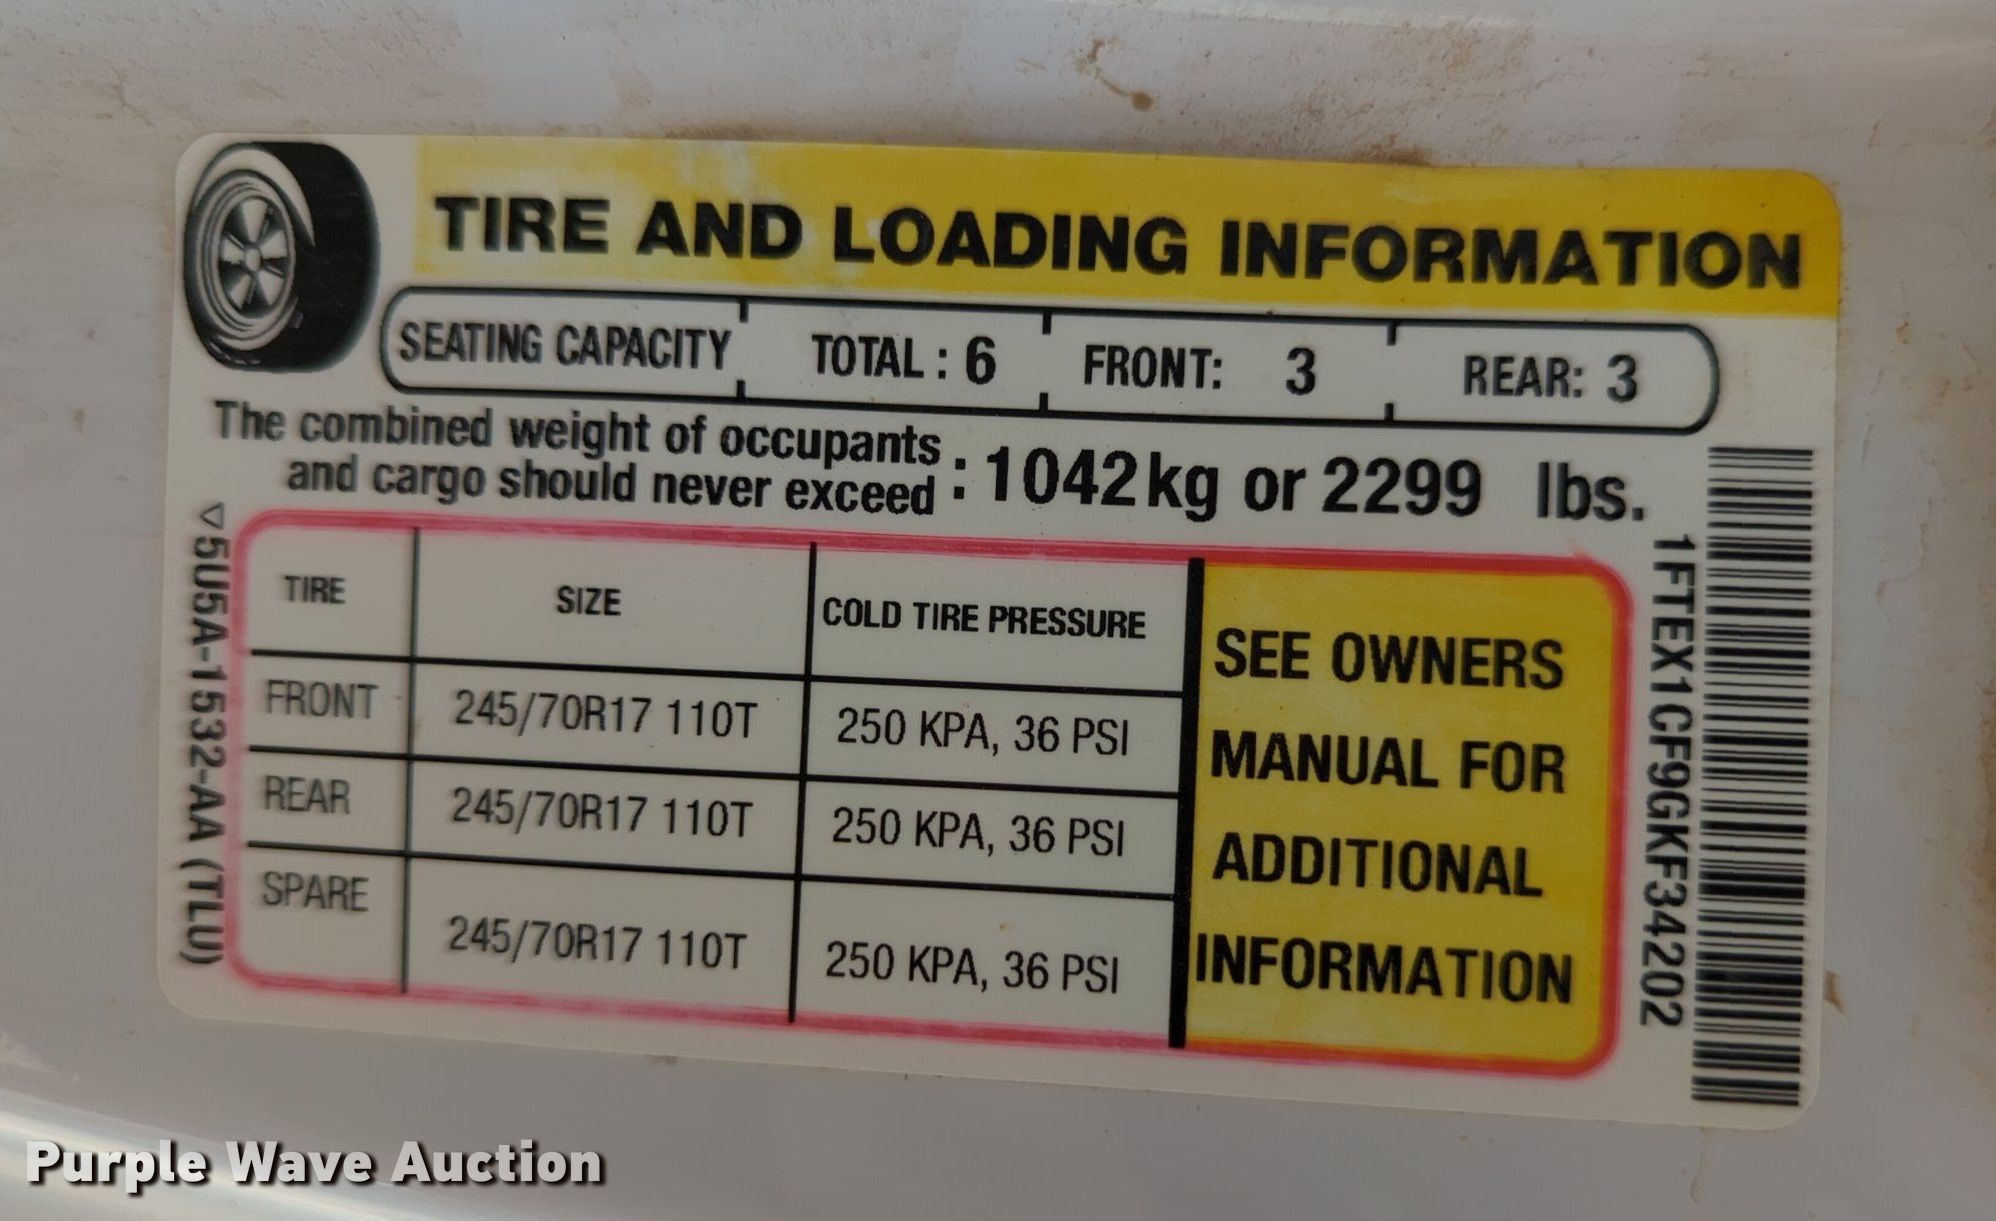 TIRE AND LOADING INFORMATION
SEATING CAPACITY TOTAL : 6 FRONT: 3 REAR: 3
The combined weight of occupants
and cargo should never exceed : 1042 kg or 2299 lbs.
TIRE SIZE COLD TIRE PRESSURE
FRONT 245/70R17 110T 250 KPA, 36 PSI
REAR 245/70R17 110T 250 KPA, 36 PSI
SPARE 245/70R17 110T 250 KPA, 36 PSI
SEE OWNERS
MANUAL FOR
ADDITIONAL
INFORMATION
5U5A-1532-AA (TLU)
1FTEX1CF9GKF34202
Purple Wave Auction